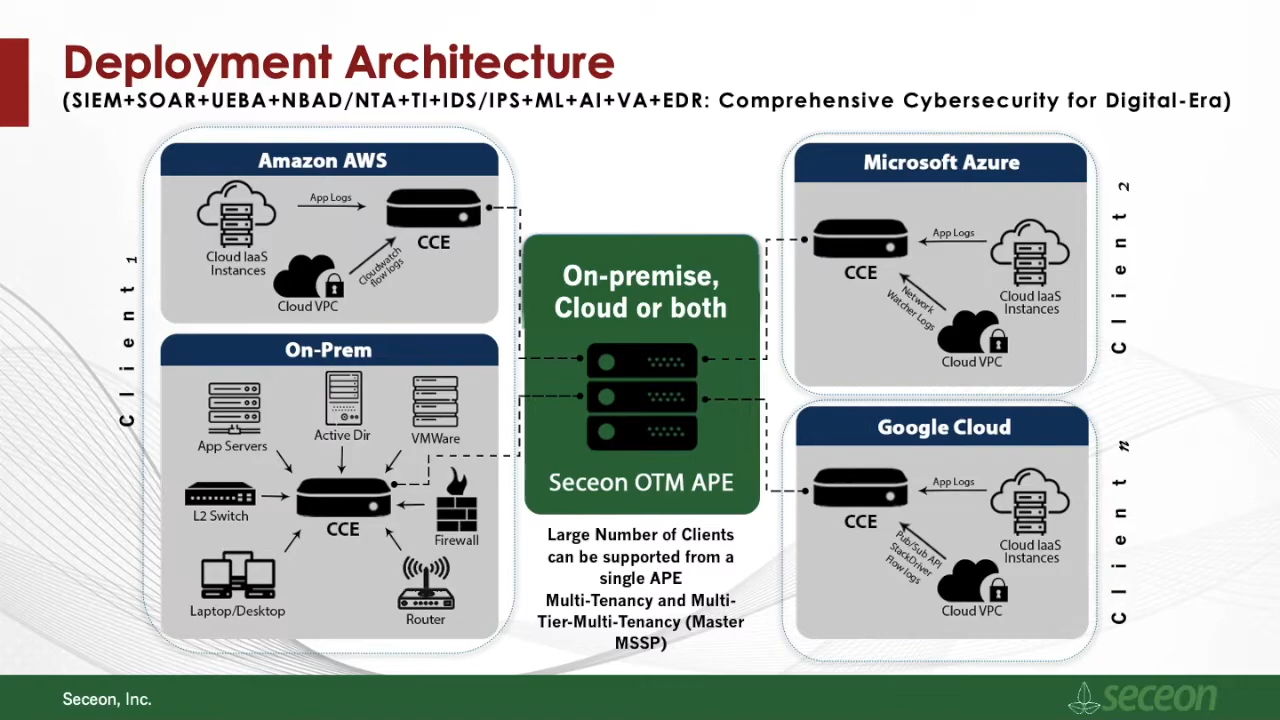 Deployment Architecture
(SIEM+SOAR+UEBA+NBAD/NTA+TI+IDS/IPS+ML+AI+VA+EDR: Comprehensive Cybersecurity for Digital-Era)
Client 1
Amazon AWS
App Logs
CCE
Cloud IaaS
Instances
Cloudwatch
flow logs
Cloud VPC
On-Prem
App Servers
Active Dir
VMWare
L2 Switch
CCE
Firewall
Laptop/Desktop
Router
On-premise,
Cloud or both
Seceon OTM APE
Large Number of Clients
can be supported from a
single APE
Multi-Tenancy and Multi-
Tier-Multi-Tenancy (Master
MSSP)
Microsoft Azure
App Logs
CCE
Cloud IaaS
Instances
Network
Watcher Logs
Cloud VPC
Client 2
Google Cloud
App Logs
CCE
Cloud IaaS
Instances
Pub/Sub API
StackDriver
Flow logs
Cloud VPC
Client n
Seceon, Inc.
seceon